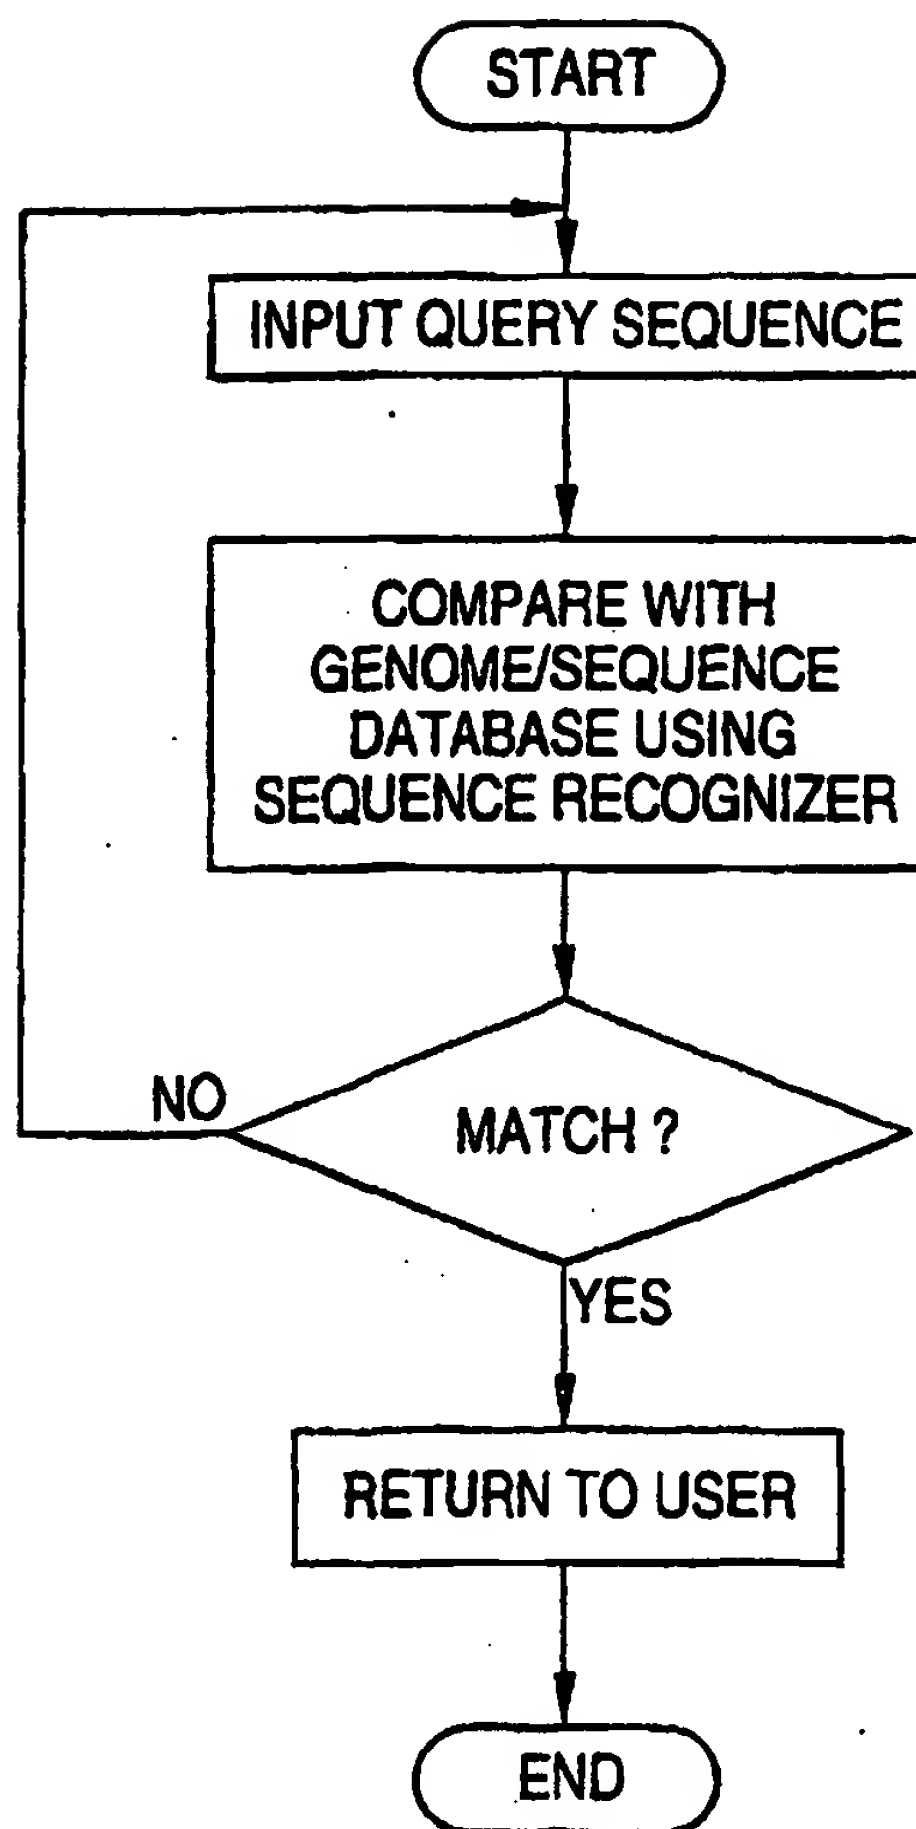 START
INPUT QUERY SEQUENCE
COMPARE WITH
GENOME/SEQUENCE
DATABASE USING
SEQUENCE RECOGNIZER
MATCH ?
NO
YES
RETURN TO USER
END